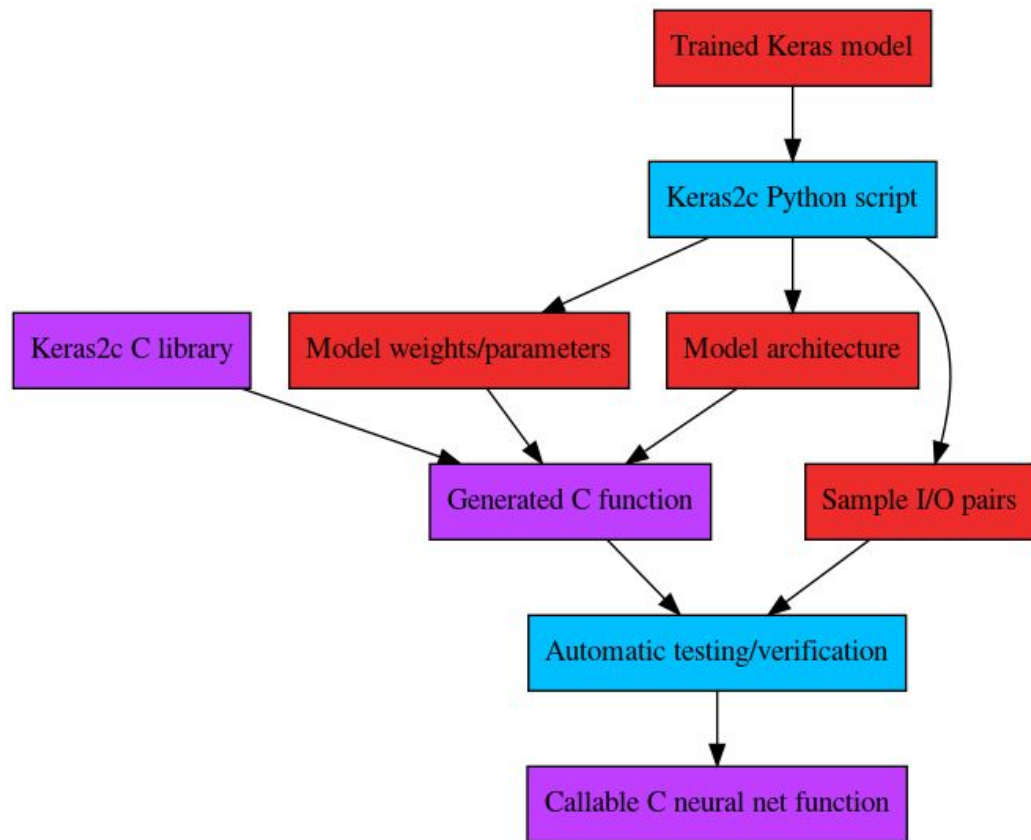 Trained Keras model
Keras2c Python script
Keras2c C library
Model weights/parameters
Model architecture
Generated C function
Sample I/O pairs
Automatic testing/verification
Callable C neural net function